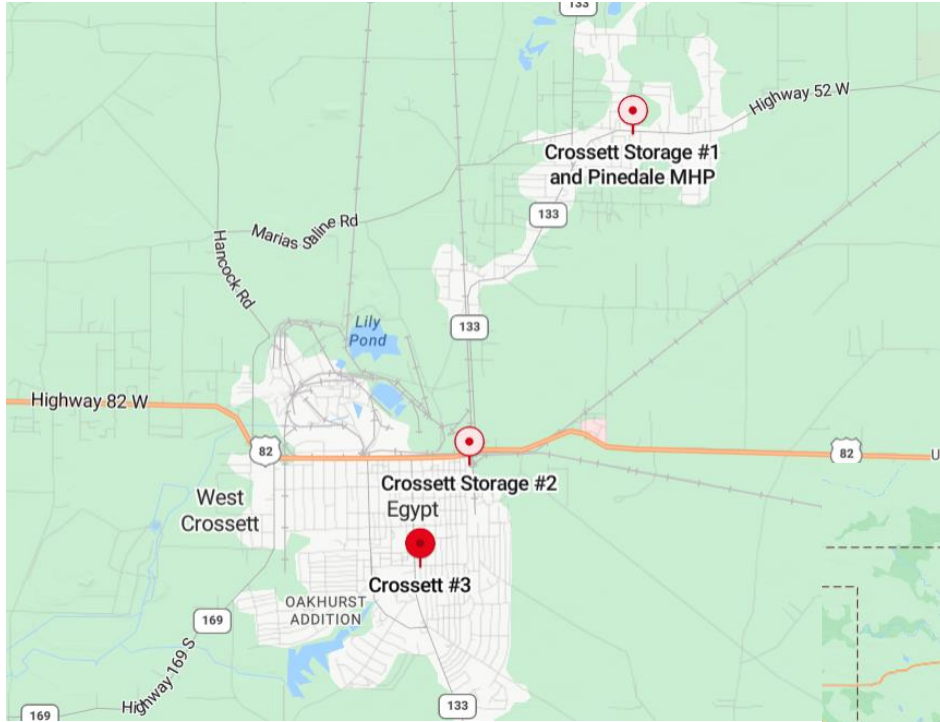 133
Highway 52 W
Crossett Storage #1
and Pinedale MHP
133
Marias Saline Rd
Hancock Rd
Lily
Pond
133
Highway 82 W
82
82
U
Crossett Storage #2
West
Crossett
Egypt
Crossett #3
OAKHURST
ADDITION
169
Highway 169 S
133
169